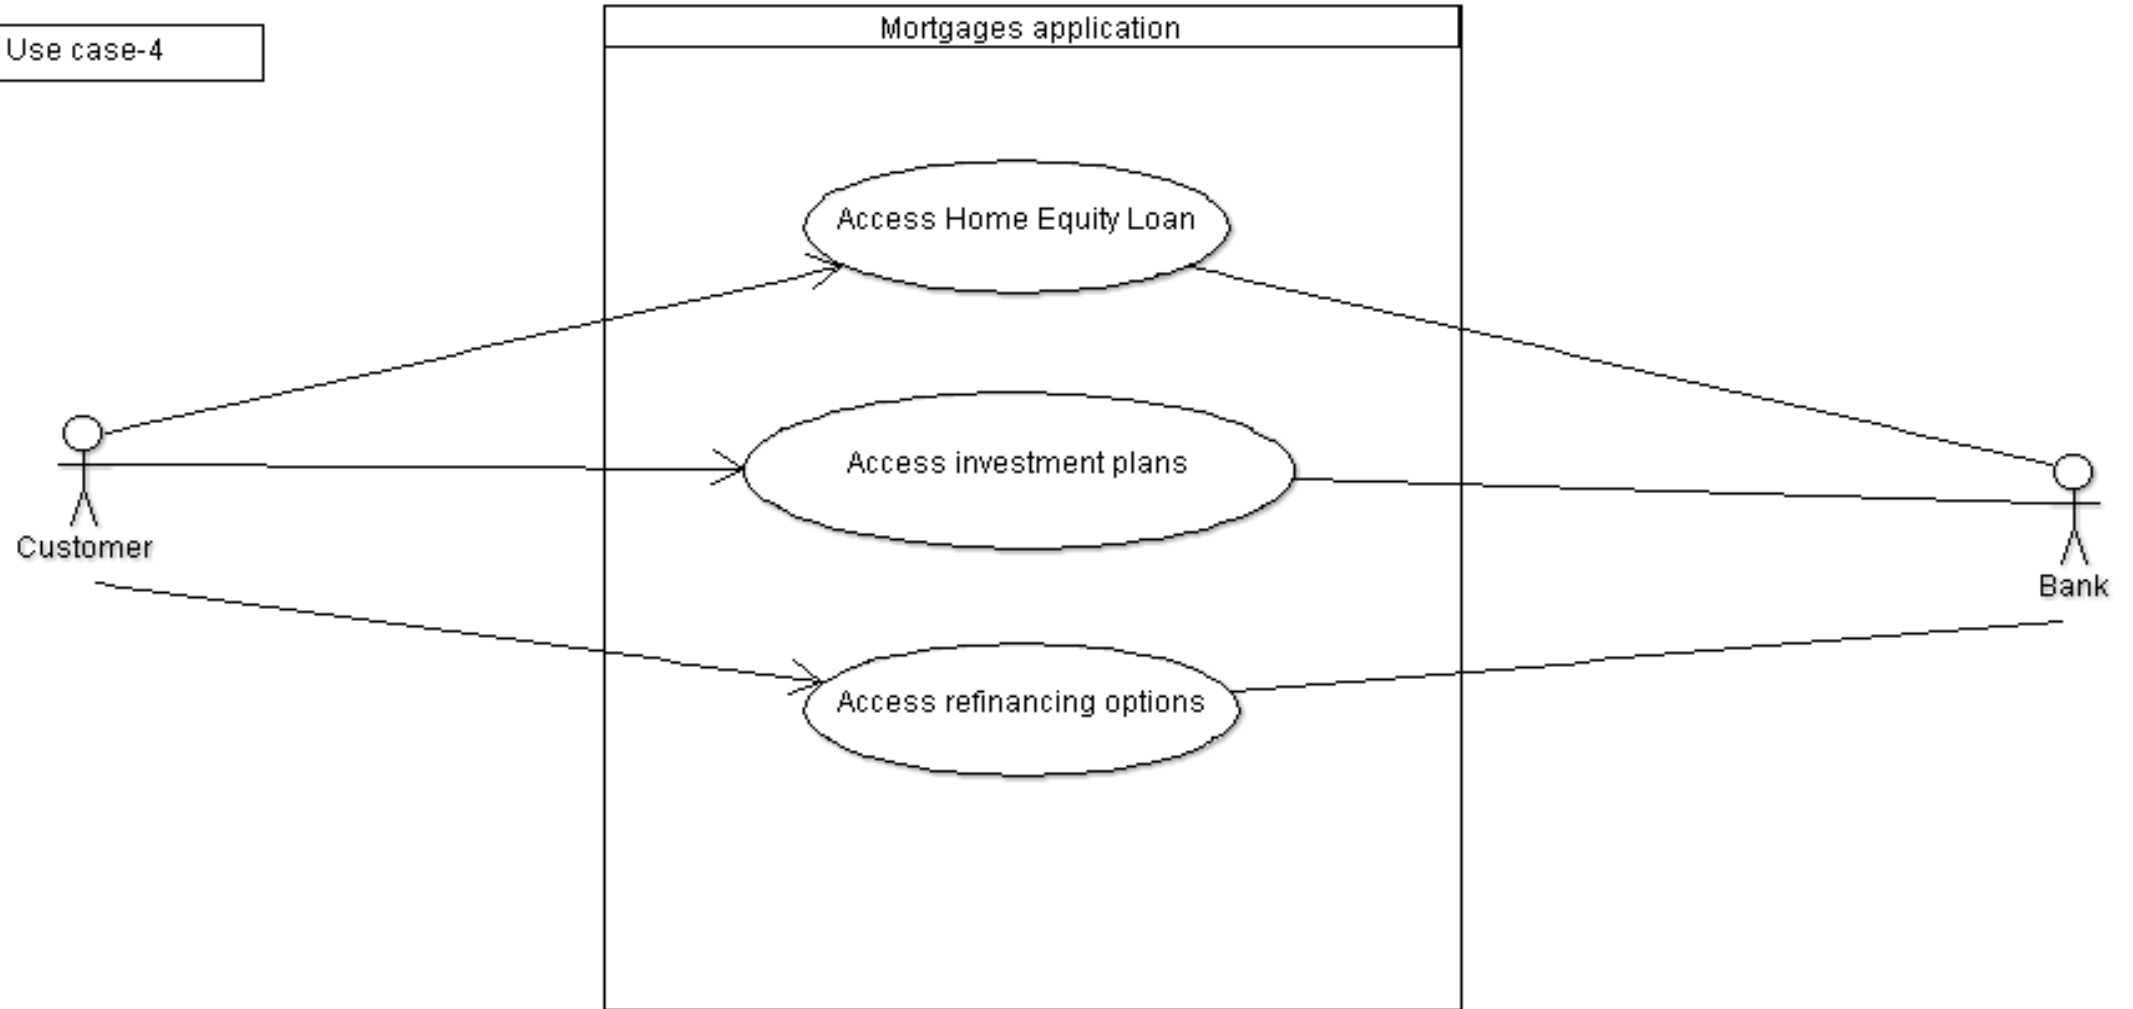 Mortgages application
Use case-4
Access Home Equity Loan
Access investment plans
Customer
Bank
Access refinancing options